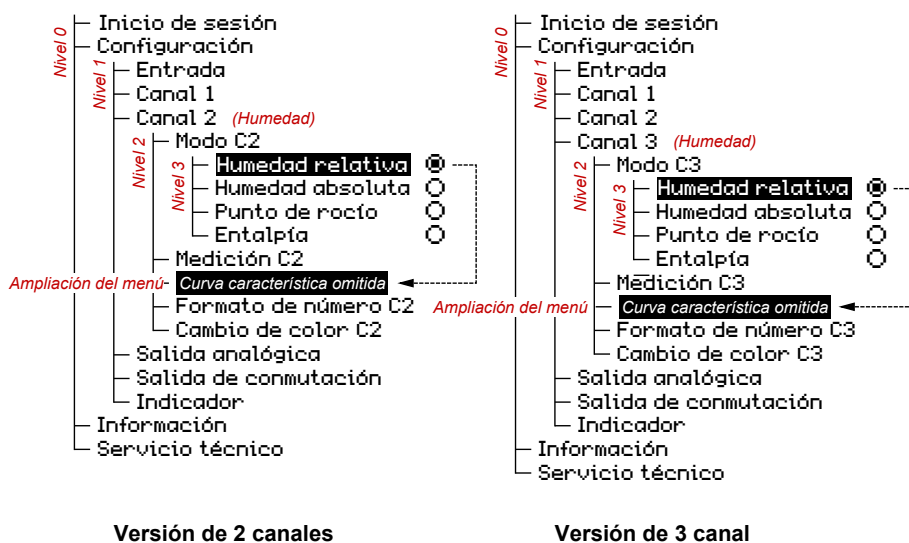 Nivel 0
Inicio de sesión
Configuración
Nivel 1
Entrada
Canal 1
Canal 2 (Humedad)
Nivel 2
Modo C2
Nivel 3
Humedad relativa
Humedad absoluta
Punto de rocío
Entalpía
Medición C2
Ampliación del menú Curva característica omitida
Formato de número C2
Cambio de color C2
Salida analógica
Salida de conmutación
Indicador
Información
Servicio técnico
Versión de 2 canales
Nivel 0
Inicio de sesión
Configuración
Nivel 1
Entrada
Canal 1
Canal 2
Canal 3 (Humedad)
Nivel 2
Modo C3
Nivel 3
Humedad relativa
Humedad absoluta
Punto de rocío
Entalpía
Medición C3
Ampliación del menú Curva característica omitida
Formato de número C3
Cambio de color C3
Salida analógica
Salida de conmutación
Indicador
Información
Servicio técnico
Versión de 3 canal